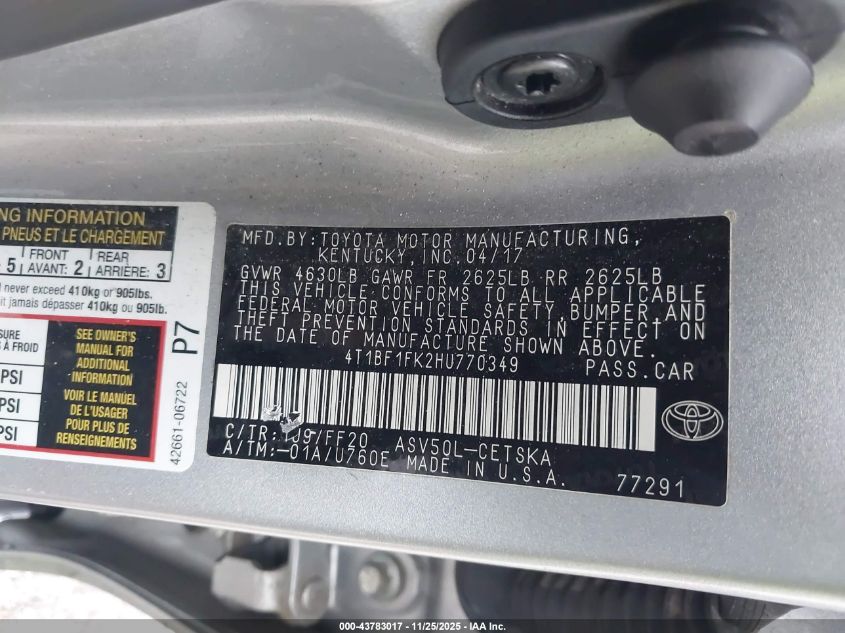 NG INFORMATION
PNEUS ET LE CHARGEMENT
5 FRONT AVANT: 2 REAR ARRIÈRE: 3
never exceed 410kg or 905lbs.
it jamais dépasser 410kg ou 905lb.
SURE
À FROID
PSI
PSI
PSI
SEE OWNER'S
MANUAL FOR
ADDITIONAL
INFORMATION
VOIR LE MANUEL
DE L'USAGER
POUR PLUS DE
RENSEIGNEMENTS
P7
42661-06722
MFD.BY:TOYOTA MOTOR MANUFACTURING,
KENTUCKY, INC.04/17
GVWR 4630LB GAWR FR 2625LB RR 2625LB
THIS VEHICLE CONFORMS TO ALL APPLICABLE
FEDERAL MOTOR VEHICLE SAFETY, BUMPER, AND
THEFT PREVENTION STANDARDS IN EFFECT ON
THE DATE OF MANUFACTURE SHOWN ABOVE.
4T1BF1FK2HU770349 PASS.CAR
C/TR:1J9/FF20 ASV50L-CETSKA
A/TM:-01A/U760E MADE IN U.S.A.
77291
000-43783017 - 11/25/2025 - IAAI.COM